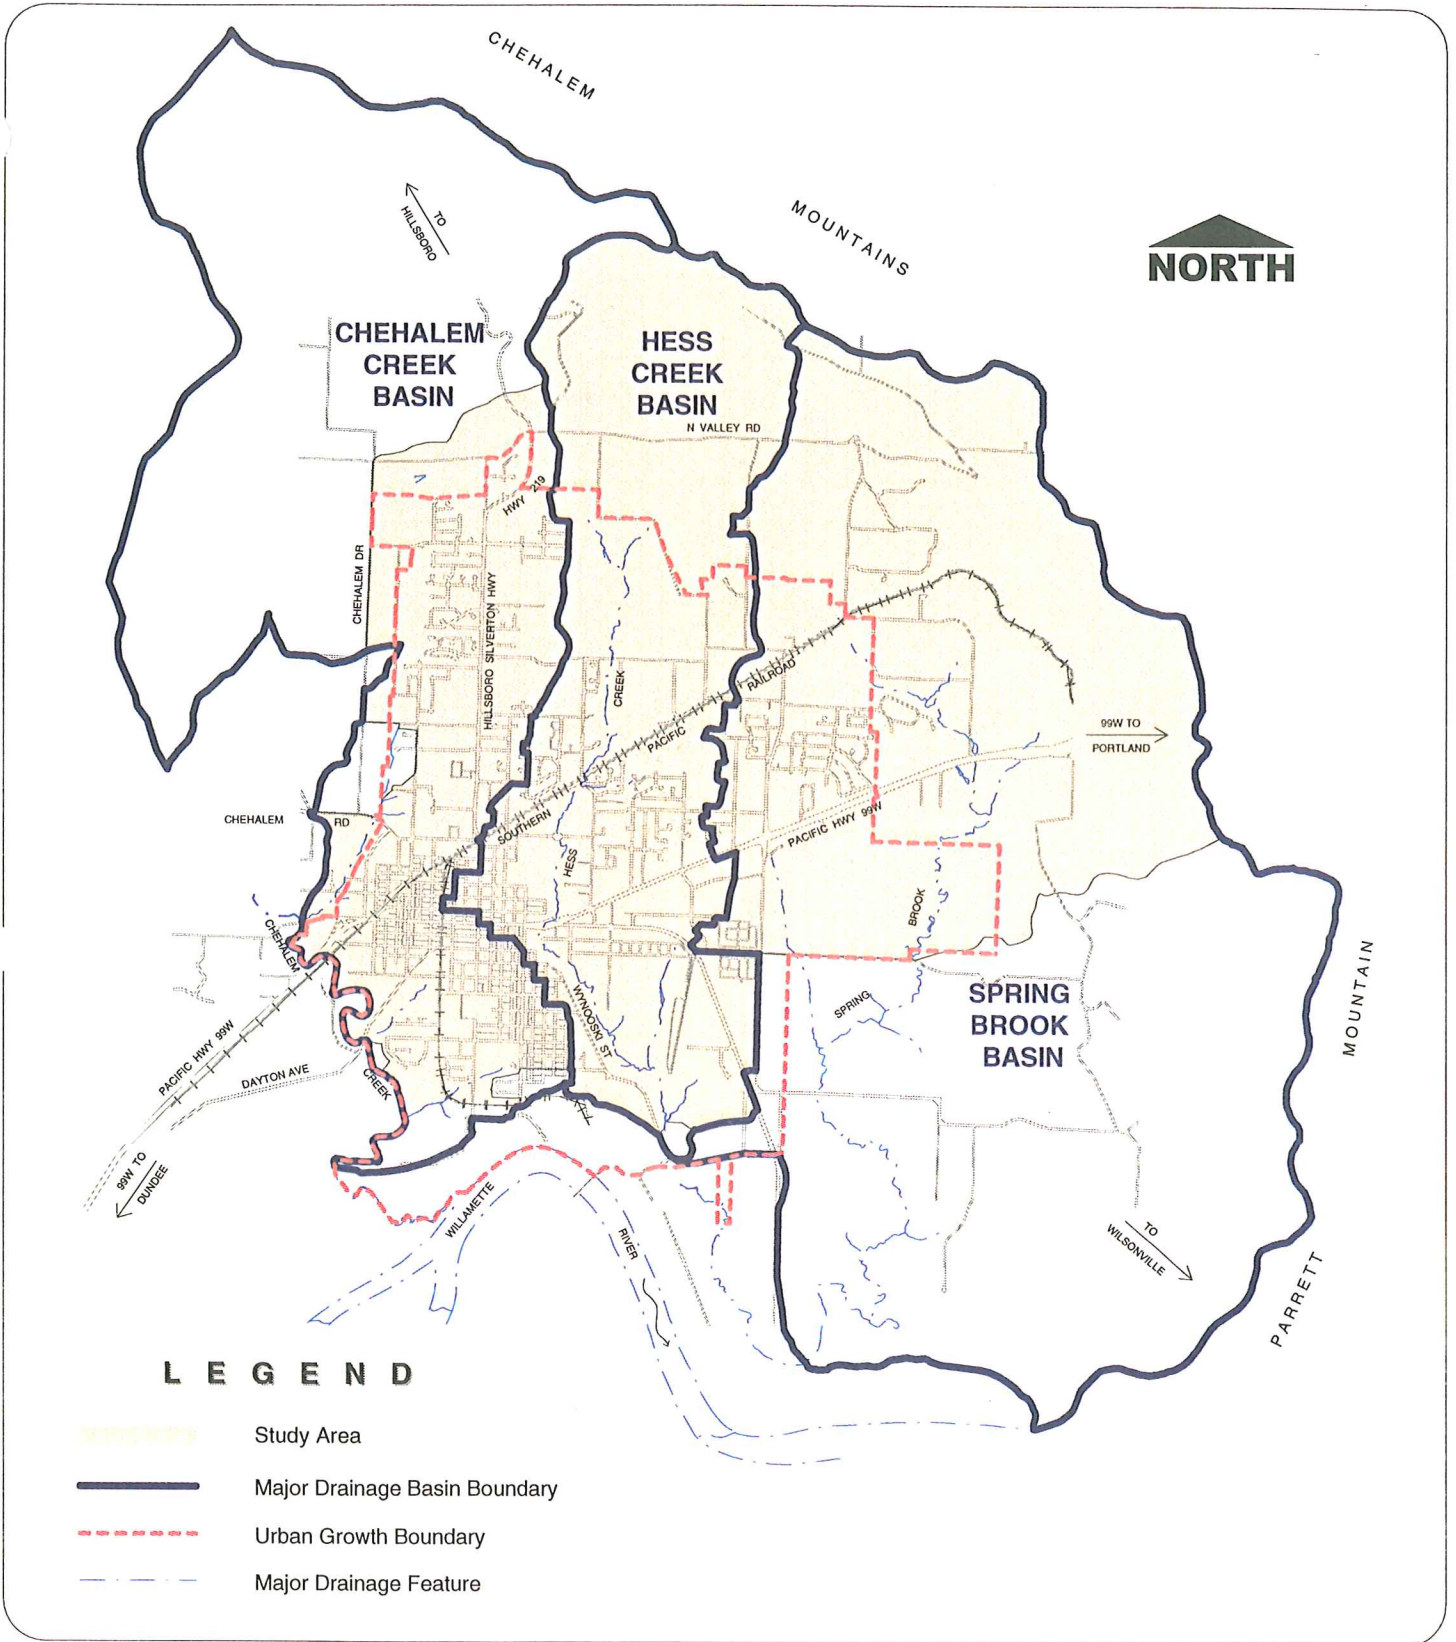 CHEHALEM
MOUNTAINS
TO
HILLSBORO
NORTH
CHEHALEM
CREEK
BASIN
HESS
CREEK
BASIN
N VALLEY RD
HWY 219
CHEHALEM DR
HILLSBORO SILVERTON HWY
CREEK
RAILROAD
PACIFIC
99W TO
PORTLAND
SOUTHERN
PACIFIC HWY 99W
CHEHALEM
RD
HESS
BROOK
CHEHALEM
MOUNTAIN
SPRING
BROOK
BASIN
SPRING
WYNOOSKI ST
PACIFIC HWY 99W
DAYTON AVE
CREEK
99W TO
DUNDEE
WILLAMETTE
RIVER
TO
WILSONVILLE
PARRETT
LEGEND
Study Area
Major Drainage Basin Boundary
Urban Growth Boundary
Major Drainage Feature